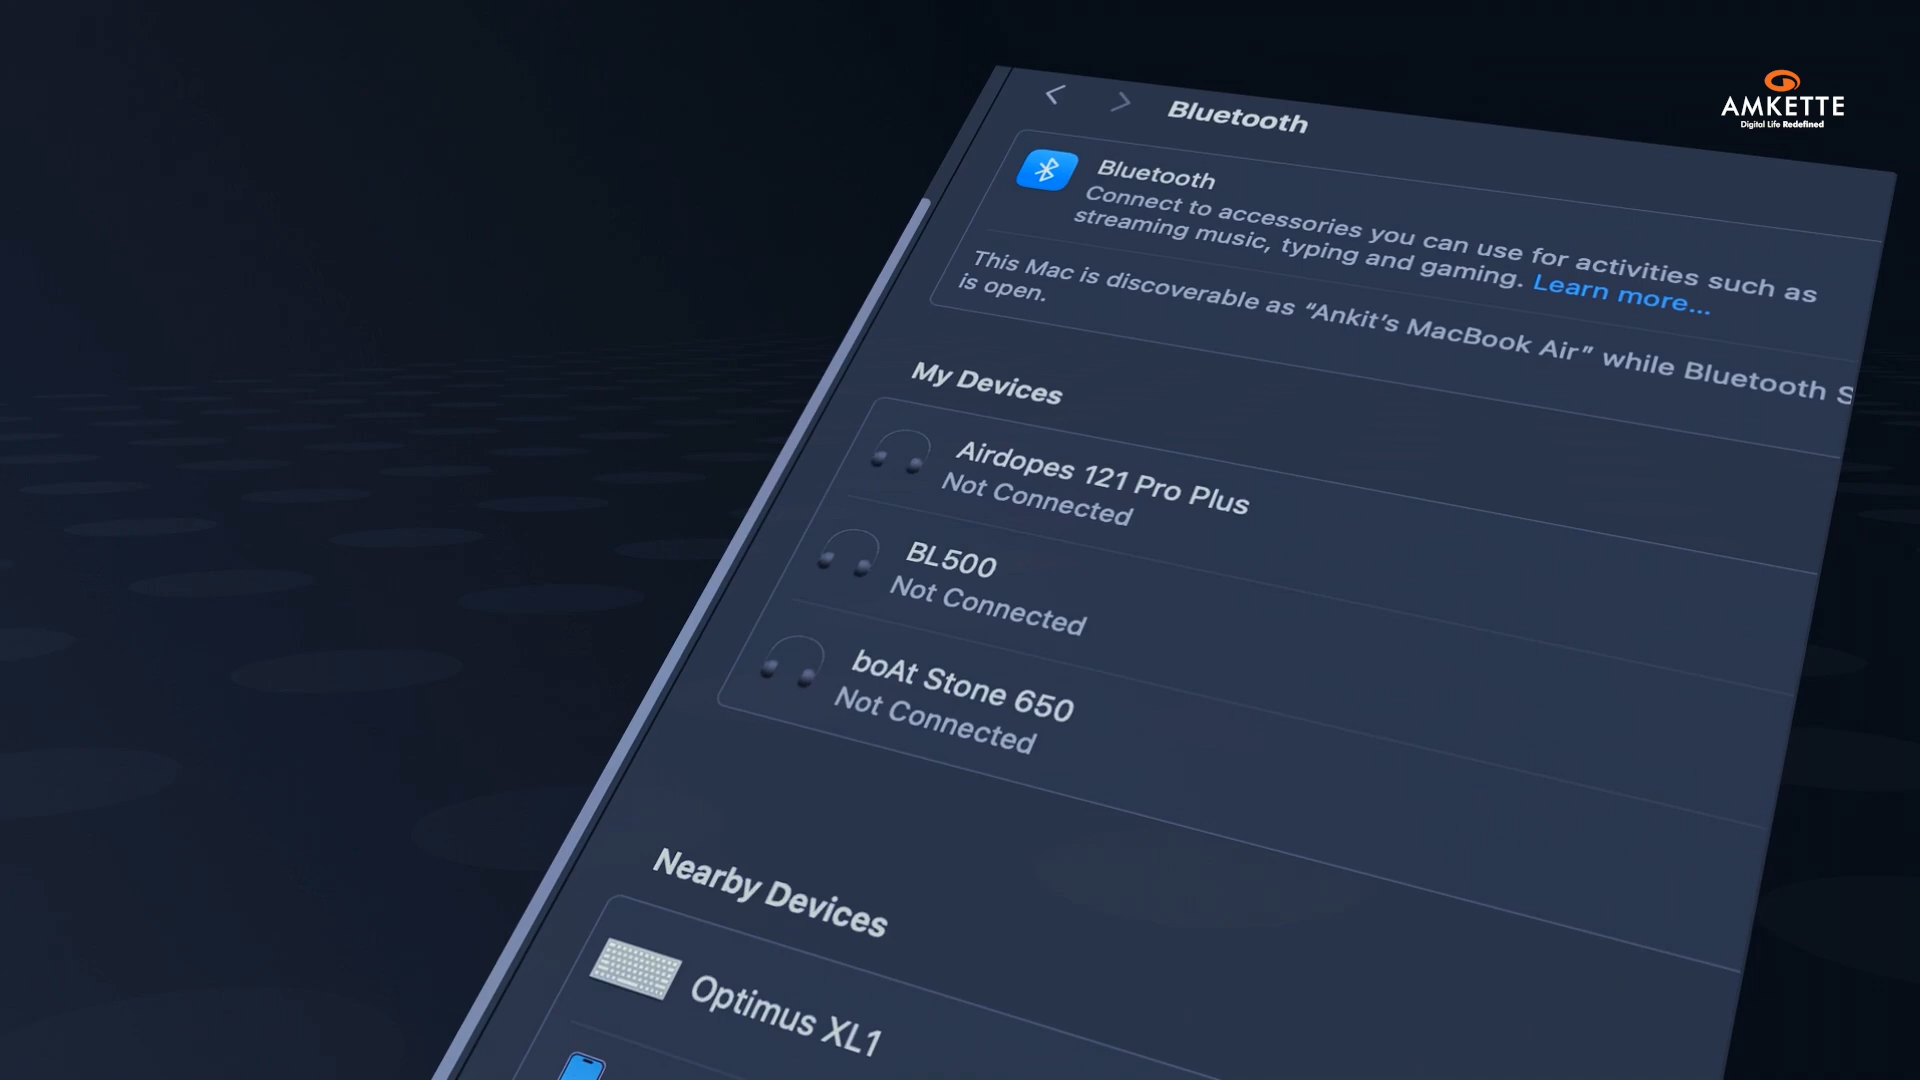 AMKETTE
Digital Life Redefined
Bluetooth
Bluetooth
Connect to accessories you can use for activities such as
streaming music, typing and gaming. Learn more...
This Mac is discoverable as “Ankit’s MacBook Air” while Bluetooth S
is open.
My Devices
Airdopes 121 Pro Plus
Not Connected
BL500
Not Connected
boAt Stone 650
Not Connected
Nearby Devices
Optimus XL1